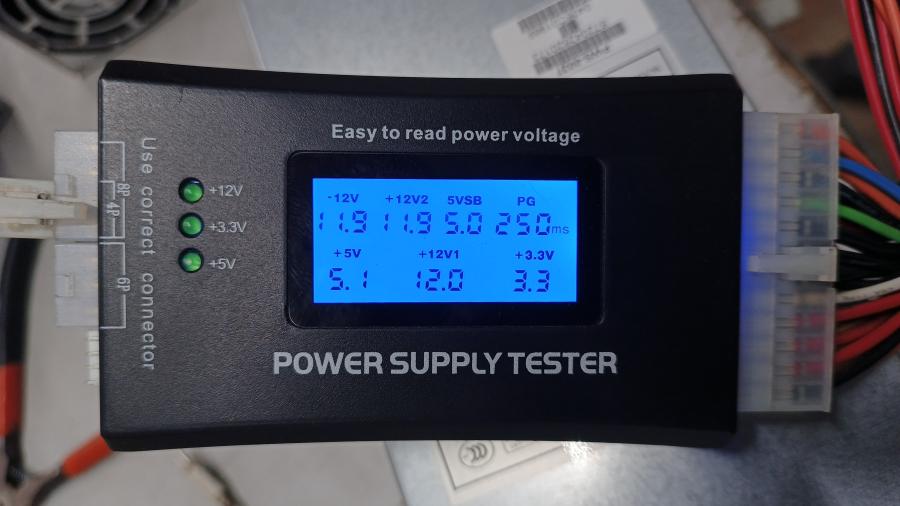 Easy to read power voltage
Use correct connector
8P
4P
6P
+12V
+3.3V
+5V
-12V +12V2 5VSB PG
11.9 11.9 5.0 250ms
+5V +12V1 +3.3V
5.1 12.0 3.3
POWER SUPPLY TESTER